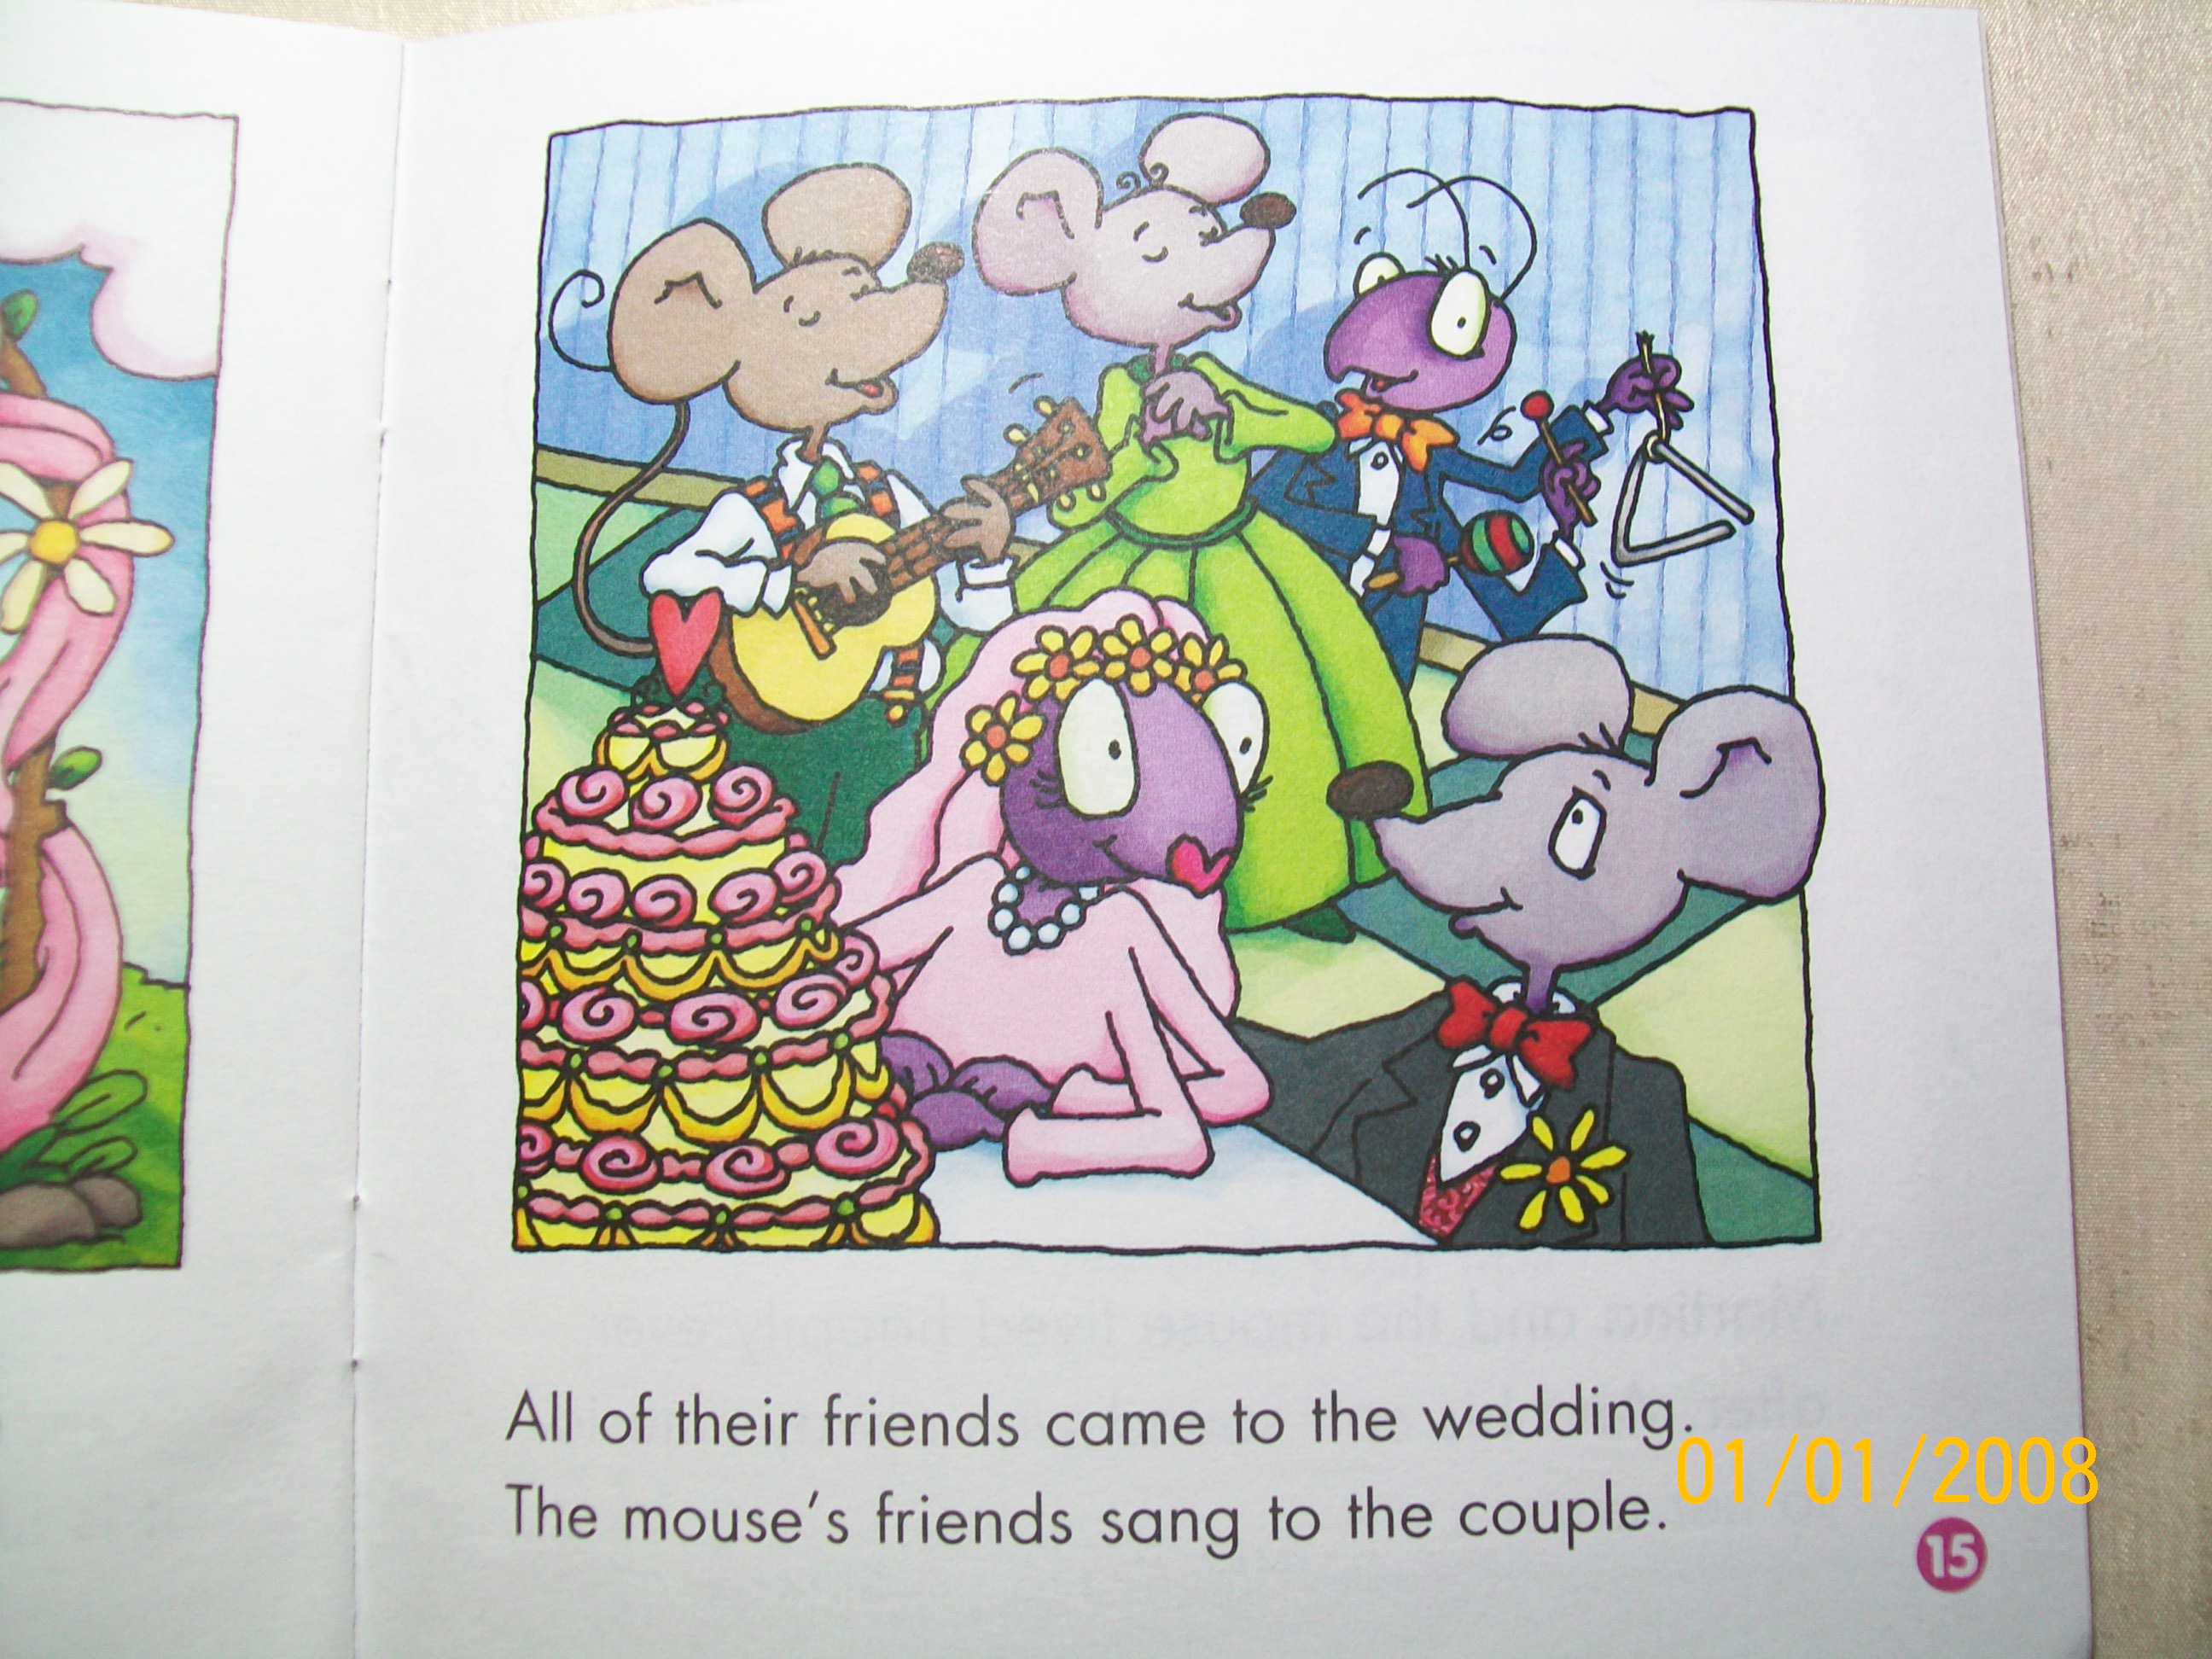 All of their friends came to the wedding.
The mouse's friends sang to the couple.
01/01/2008
15